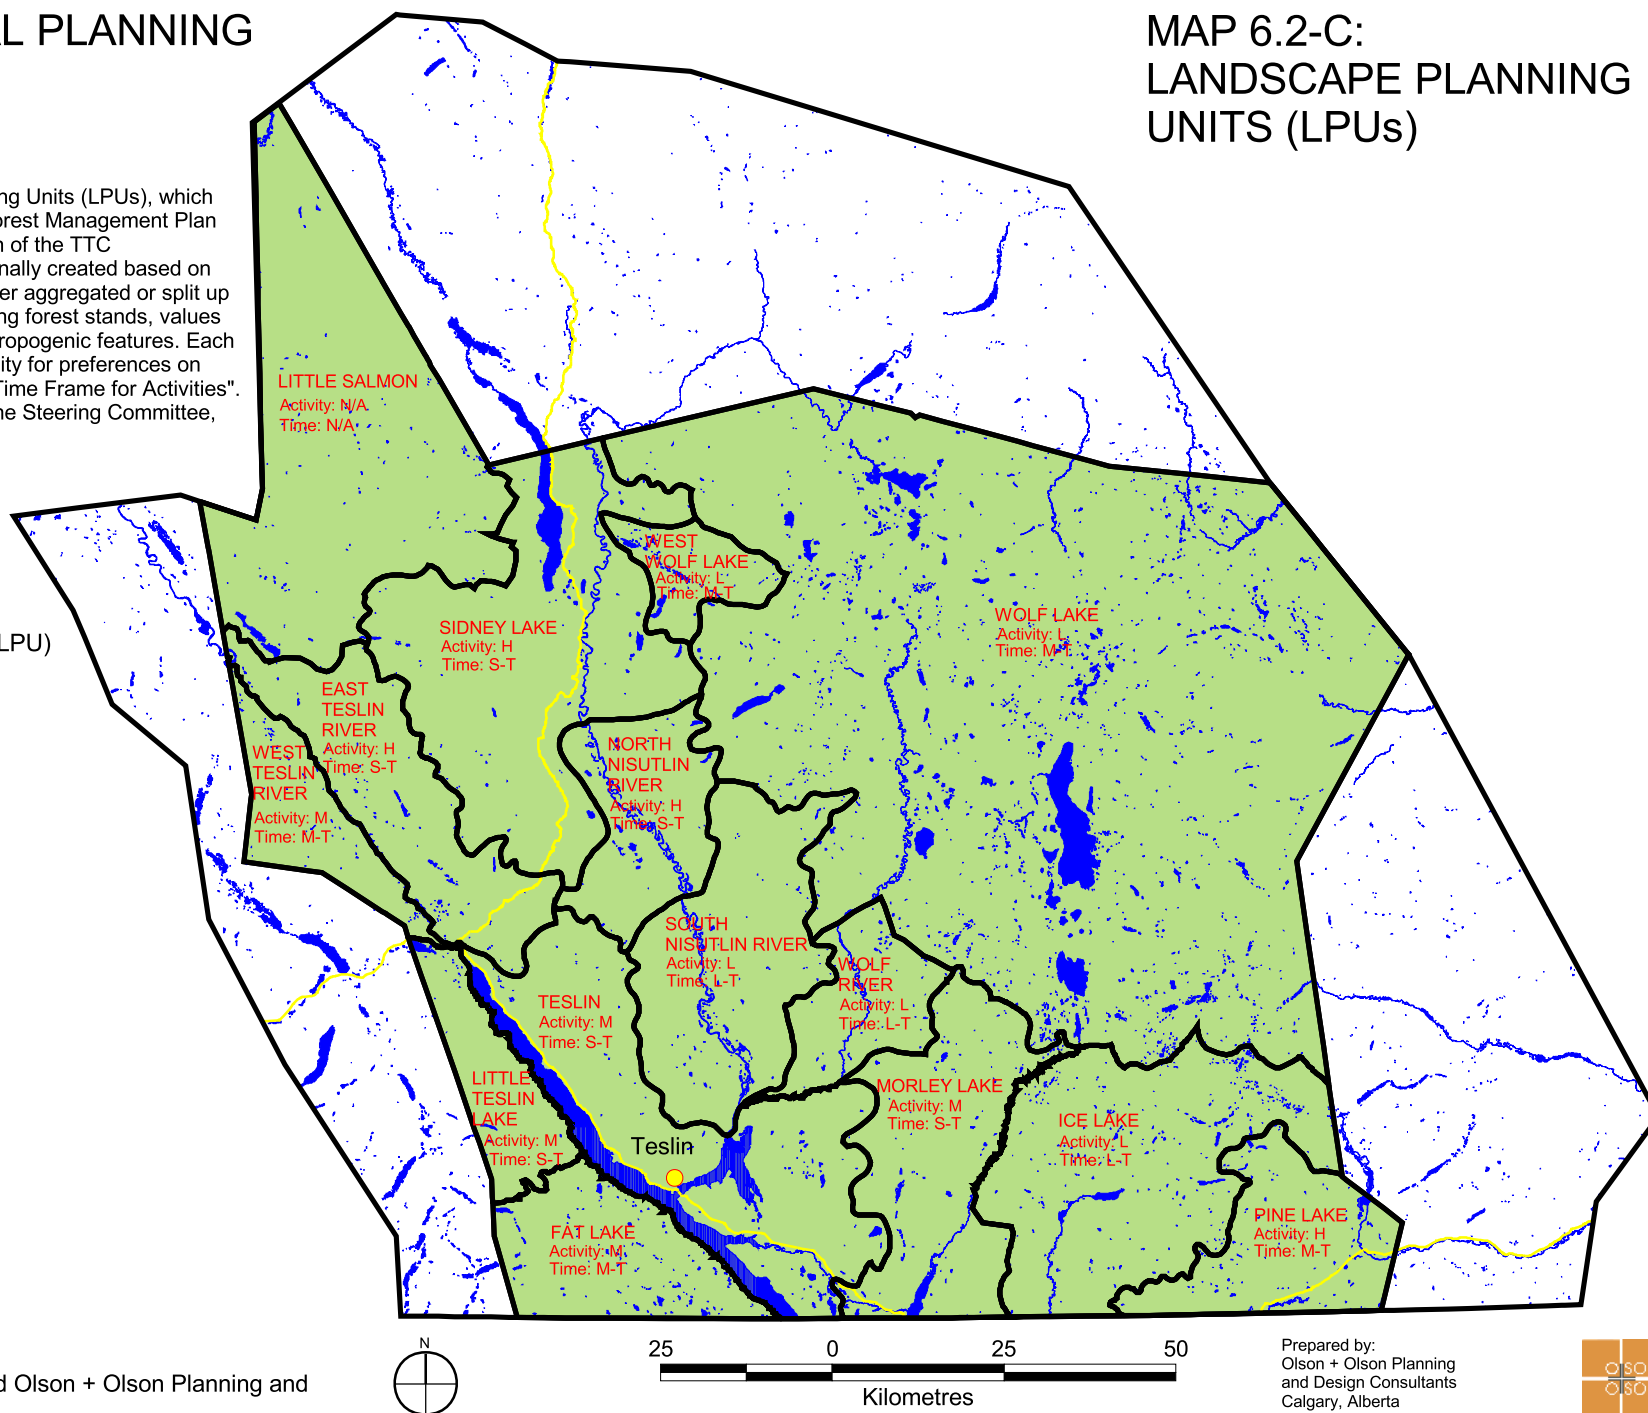 L PLANNING
MAP 6.2-C:
LANDSCAPE PLANNING
UNITS (LPUs)
ng Units (LPUs), which
orest Management Plan
n of the TTC
nally created based on
er aggregated or split up
ng forest stands, values
ropogenic features. Each
ity for preferences on
Time Frame for Activities".
ne Steering Committee,
LPU)
LITTLE SALMON
Activity: N/A
Time: N/A
WEST
WOLF LAKE
Activity: L
Time: M-T
WOLF LAKE
Activity: L
Time: M-T
SIDNEY LAKE
Activity: H
Time: S-T
EAST
TESLIN
RIVER
Activity: H
Time: S-T
WEST
TESLIN
RIVER
Activity: M
Time: M-T
NORTH
NISUTLIN
RIVER
Activity: H
Time: S-T
SOUTH
NISUTLIN RIVER
Activity: L
Time: L-T
WOLF
RIVER
Activity: L
Time: L-T
TESLIN
Activity: M
Time: S-T
LITTLE
TESLIN
LAKE
Activity: M
Time: S-T
MORLEY LAKE
Activity: M
Time: S-T
ICE LAKE
Activity: L
Time: L-T
Teslin
FAT LAKE
Activity: M
Time: M-T
PINE LAKE
Activity: H
Time: M-T
N
25 0 25 50
Kilometres
d Olson + Olson Planning and
Prepared by:
Olson + Olson Planning
and Design Consultants
Calgary, Alberta
OLSO
OLSO